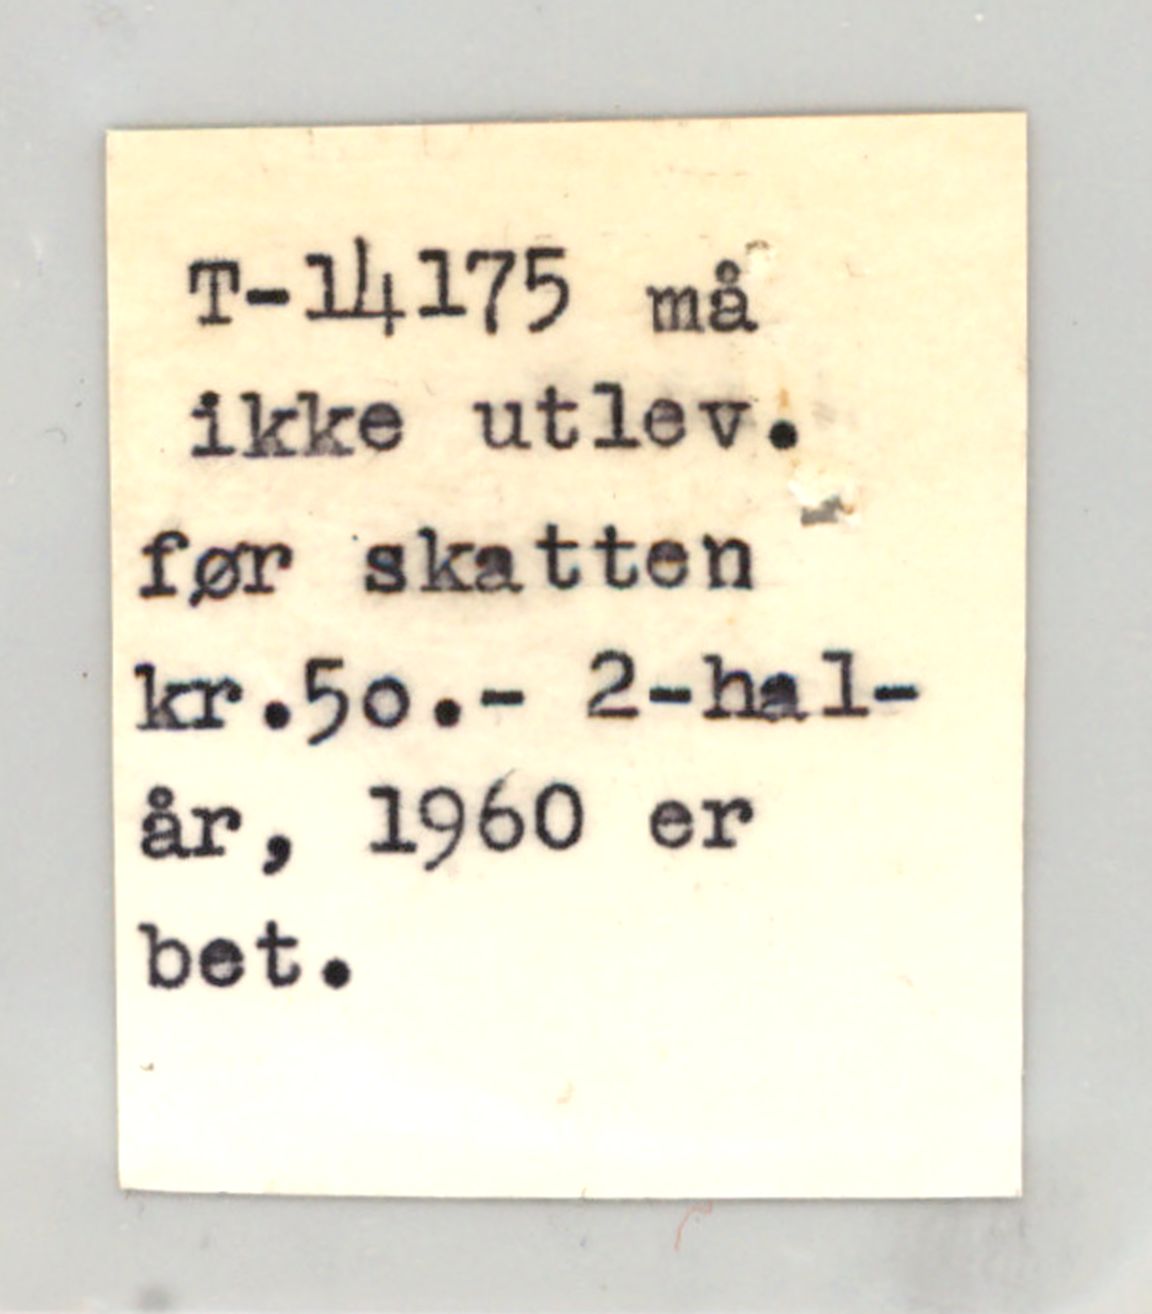 T-14175 må
ikke utlev.
før skatten
kr.5o.- 2-hal-
år, 1960 er
bet.